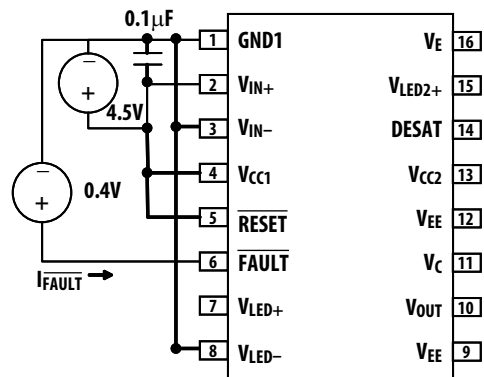 0.1µF
1 GND1 VE 16
− 
+ 4.5V
2 VIN+ VLED2+ 15
3 VIN− DESAT 14
− 
+ 0.4V
4 VCC1 VCC2 13
5 RESET VEE 12
6 FAULT VC 11
IFAULT
7 VLED+ VOUT 10
8 VLED− VEE 9